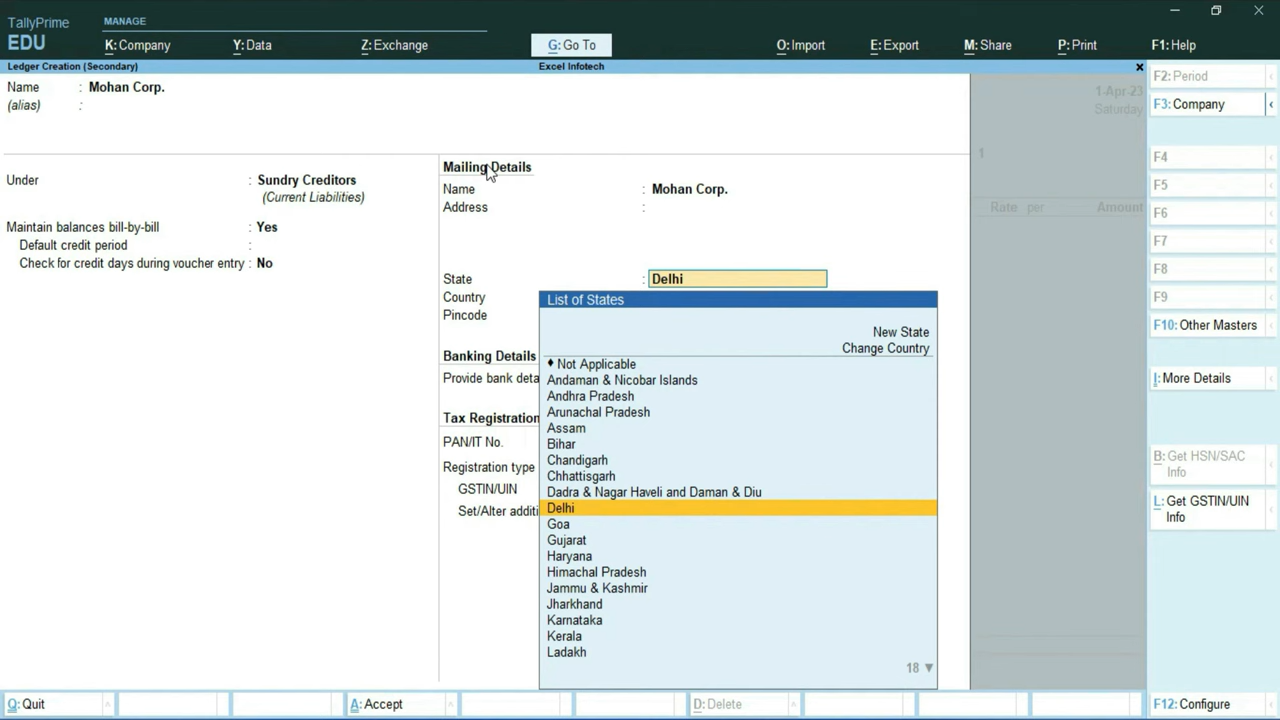 TallyPrime
EDU
MANAGE
K: Company
Y: Data
Z: Exchange
G: Go To
O: Import
E: Export
M: Share
P: Print
F1: Help
Ledger Creation (Secondary)
Excel Infotech
Name : Mohan Corp.
(alias) :
Under : Sundry Creditors
(Current Liabilities)
Maintain balances bill-by-bill : Yes
Default credit period :
Check for credit days during voucher entry : No
Mailing Details
Name : Mohan Corp.
Address :
State : Delhi
Country
Pincode
Banking Details
Provide bank deta
Tax Registration
PAN/IT No.
Registration type
GSTIN/UIN
Set/Alter additi
List of States
New State
Change Country
♦ Not Applicable
Andaman & Nicobar Islands
Andhra Pradesh
Arunachal Pradesh
Assam
Bihar
Chandigarh
Chhattisgarh
Dadra & Nagar Haveli and Daman & Diu
Delhi
Goa
Gujarat
Haryana
Himachal Pradesh
Jammu & Kashmir
Jharkhand
Karnataka
Kerala
Ladakh
18 ▼
1-Apr-23
Saturday
1
Rate per Amount
F2: Period
F3: Company
F4
F5
F6
F7
F8
F9
F10: Other Masters
I: More Details
B: Get HSN/SAC
Info
L: Get GSTIN/UIN
Info
F12: Configure
Q: Quit
A: Accept
D: Delete